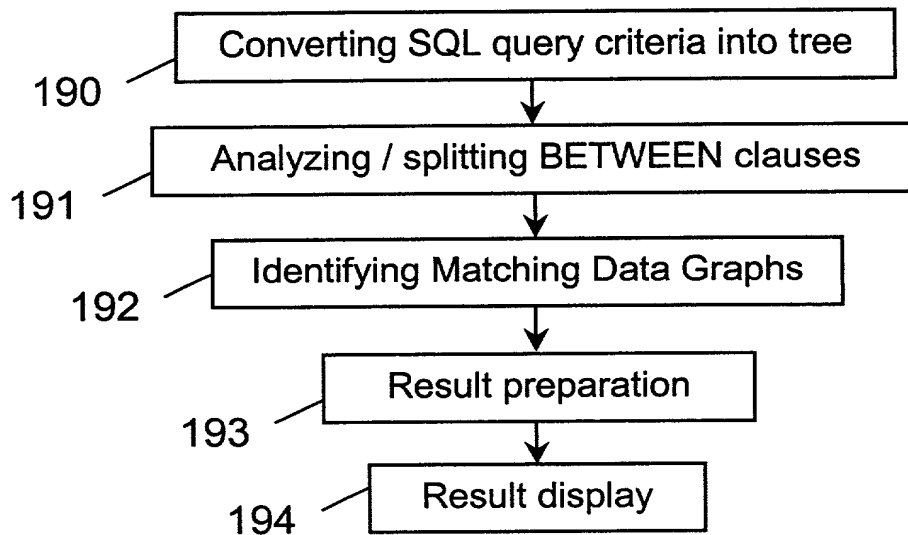 Converting SQL query criteria into tree
190
Analyzing / splitting BETWEEN clauses
191
Identifying Matching Data Graphs
192
Result preparation
193
Result display
194